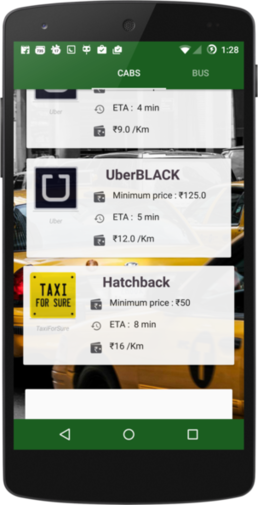 1:28
CABS
BUS
Uber
ETA : 4 min
₹9.0 /Km
UberBLACK
Minimum price : ₹125.0
Uber
ETA : 5 min
₹12.0 /Km
Hatchback
TAXI
FOR SURE
Minimum price : ₹50
TaxiForSure
ETA : 8 min
₹16 /Km